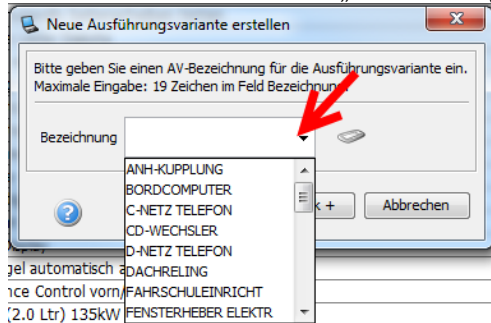 Neue Ausführungsvariante erstellen
Bitte geben Sie einen AV-Bezeichnung für die Ausführungsvariante ein.
Maximale Eingabe: 19 Zeichen im Feld
Bezeichnung
ANH-KUPPLUNG
BORDCOMPUTER
C-NETZ TELEFON
CD-WECHSLER
D-NETZ TELEFON
DACHRELING
FAHRSCHULEINRICHT
FENSTERHEBER ELEKTR
k + Abbrechen
gel automatisch a
nce Control vorn/
(2.0 Ltr) 135kW